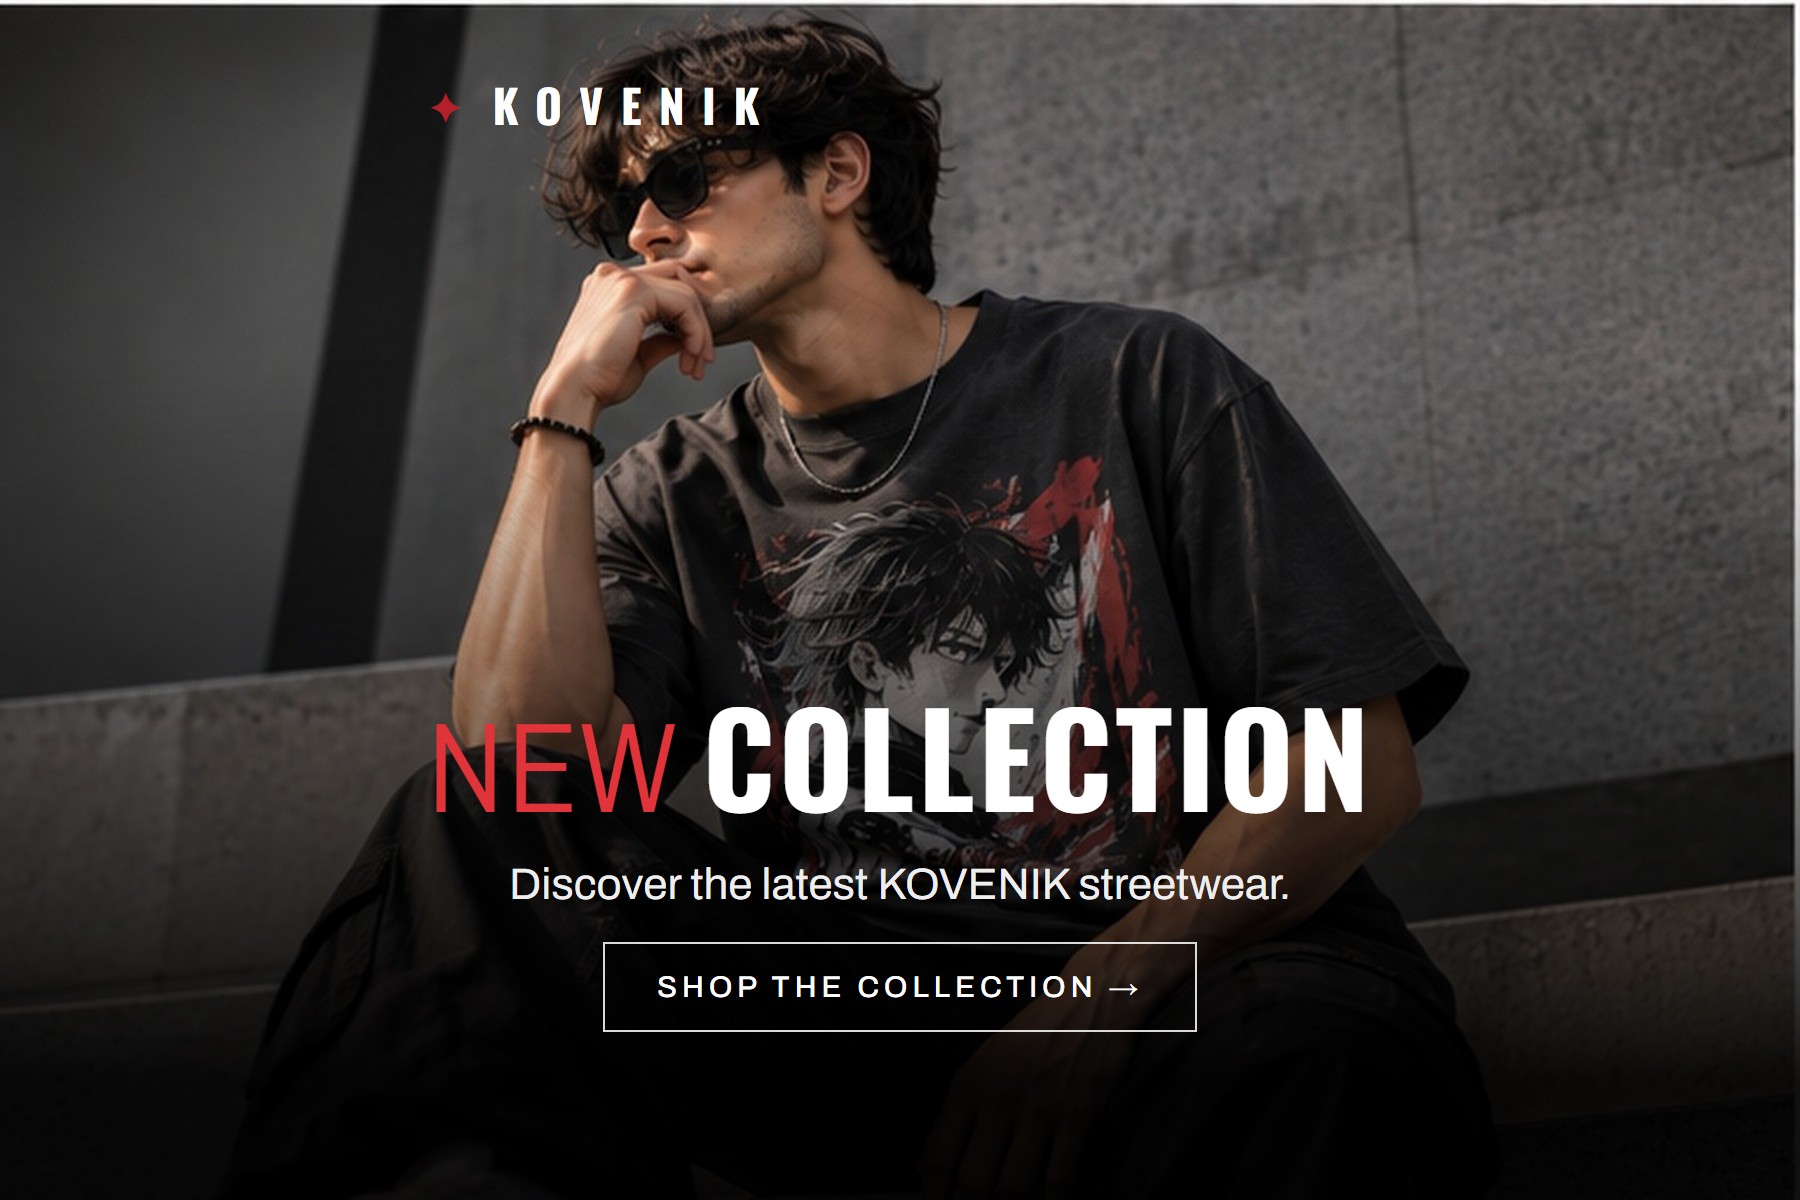 KOVENIK
NEW COLLECTION
Discover the latest KOVENIK streetwear.
SHOP THE COLLECTION →